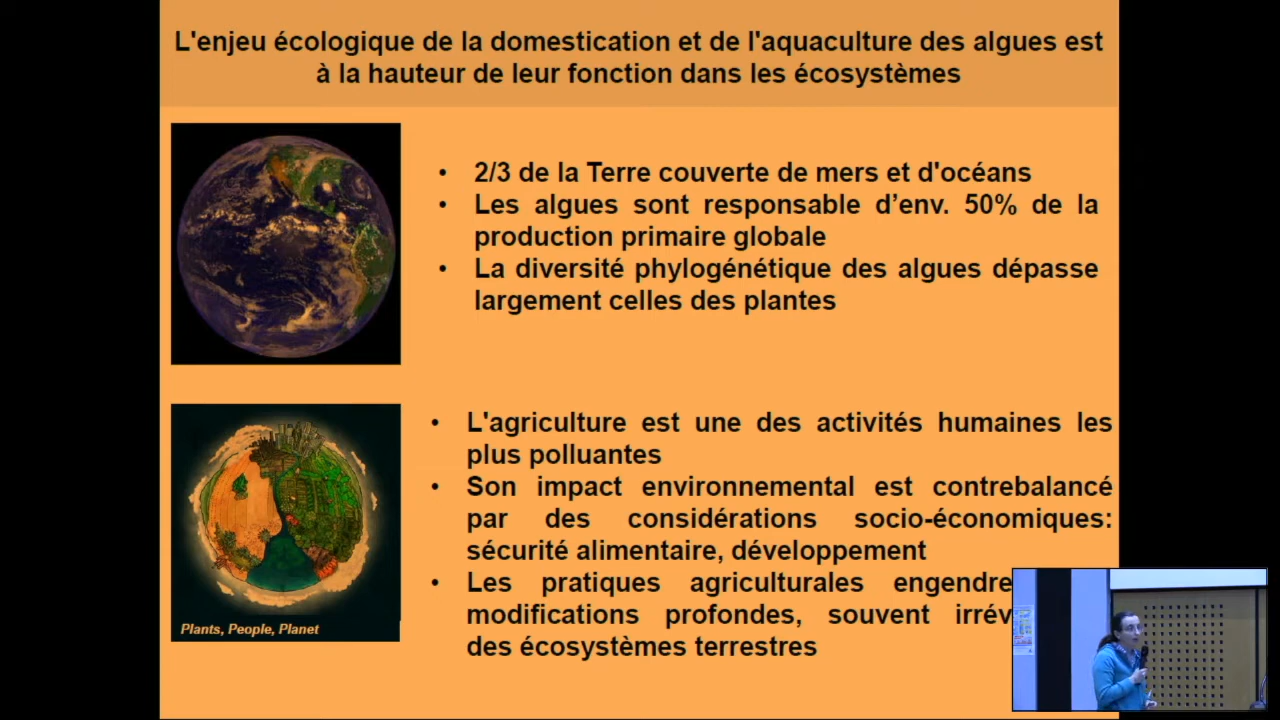 L'enjeu écologique de la domestication et de l'aquaculture des algues est
à la hauteur de leur fonction dans les écosystèmes
• 2/3 de la Terre couverte de mers et d'océans
• Les algues sont responsable d’env. 50% de la
production primaire globale
• La diversité phylogénétique des algues dépasse
largement celles des plantes
• L'agriculture est une des activités humaines les
plus polluantes
• Son impact environnemental est contrebalancé
par des considérations socio-économiques:
sécurité alimentaire, développement
• Les pratiques agriculturales
modifications profondes, souvent
des écosystèmes terrestres
Plants, People, Planet